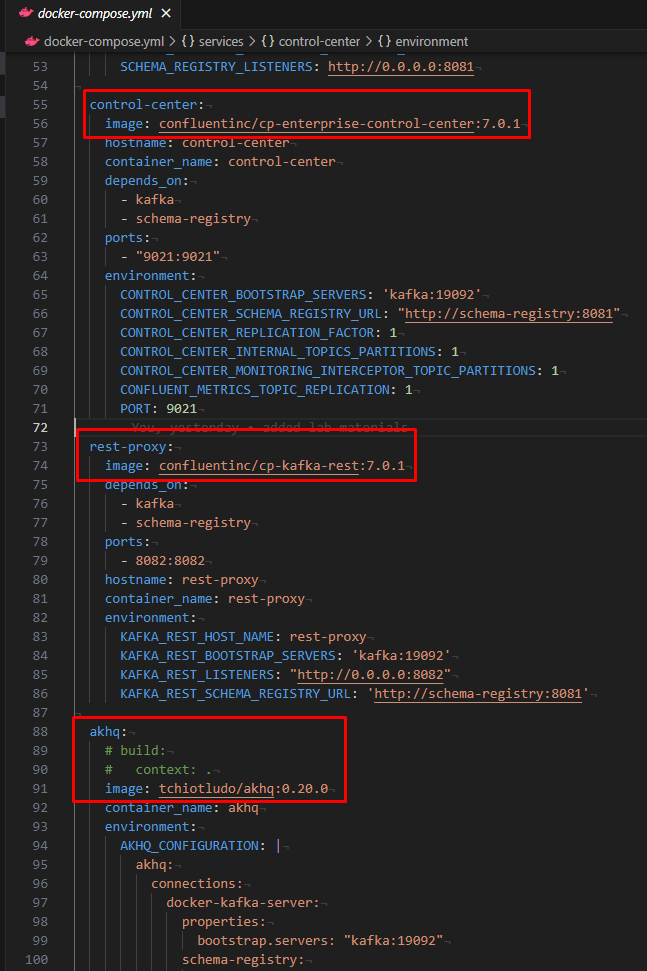 docker-compose.yml ×
docker-compose.yml > {} services > {} control-center > {} environment
53 SCHEMA_REGISTRY_LISTENERS: http://0.0.0.0:8081
54
55 control-center:
56 image: confluentinc/cp-enterprise-control-center:7.0.1
57 hostname: control-center
58 container_name: control-center
59 depends_on:
60 - kafka
61 - schema-registry
62 ports:
63 - "9021:9021"
64 environment:
65 CONTROL_CENTER_BOOTSTRAP_SERVERS: 'kafka:19092'
66 CONTROL_CENTER_SCHEMA_REGISTRY_URL: "http://schema-registry:8081"
67 CONTROL_CENTER_REPLICATION_FACTOR: 1
68 CONTROL_CENTER_INTERNAL_TOPICS_PARTITIONS: 1
69 CONTROL_CENTER_MONITORING_INTERCEPTOR_TOPIC_PARTITIONS: 1
70 CONFLUENT_METRICS_TOPIC_REPLICATION: 1
71 PORT: 9021
72 You, yesterday • added lab materials
73 rest-proxy:
74 image: confluentinc/cp-kafka-rest:7.0.1
75 depends_on:
76 - kafka
77 - schema-registry
78 ports:
79 - 8082:8082
80 hostname: rest-proxy
81 container_name: rest-proxy
82 environment:
83 KAFKA_REST_HOST_NAME: rest-proxy
84 KAFKA_REST_BOOTSTRAP_SERVERS: 'kafka:19092'
85 KAFKA_REST_LISTENERS: "http://0.0.0.0:8082"
86 KAFKA_REST_SCHEMA_REGISTRY_URL: 'http://schema-registry:8081'
87
88 akhq:
89 # build:
90 #   context: .
91 image: tchiotludo/akhq:0.20.0
92 container_name: akhq
93 environment:
94 AKHQ_CONFIGURATION: |
95 akhq:
96 connections:
97 docker-kafka-server:
98 properties:
99 bootstrap.servers: "kafka:19092"
100 schema-registry: